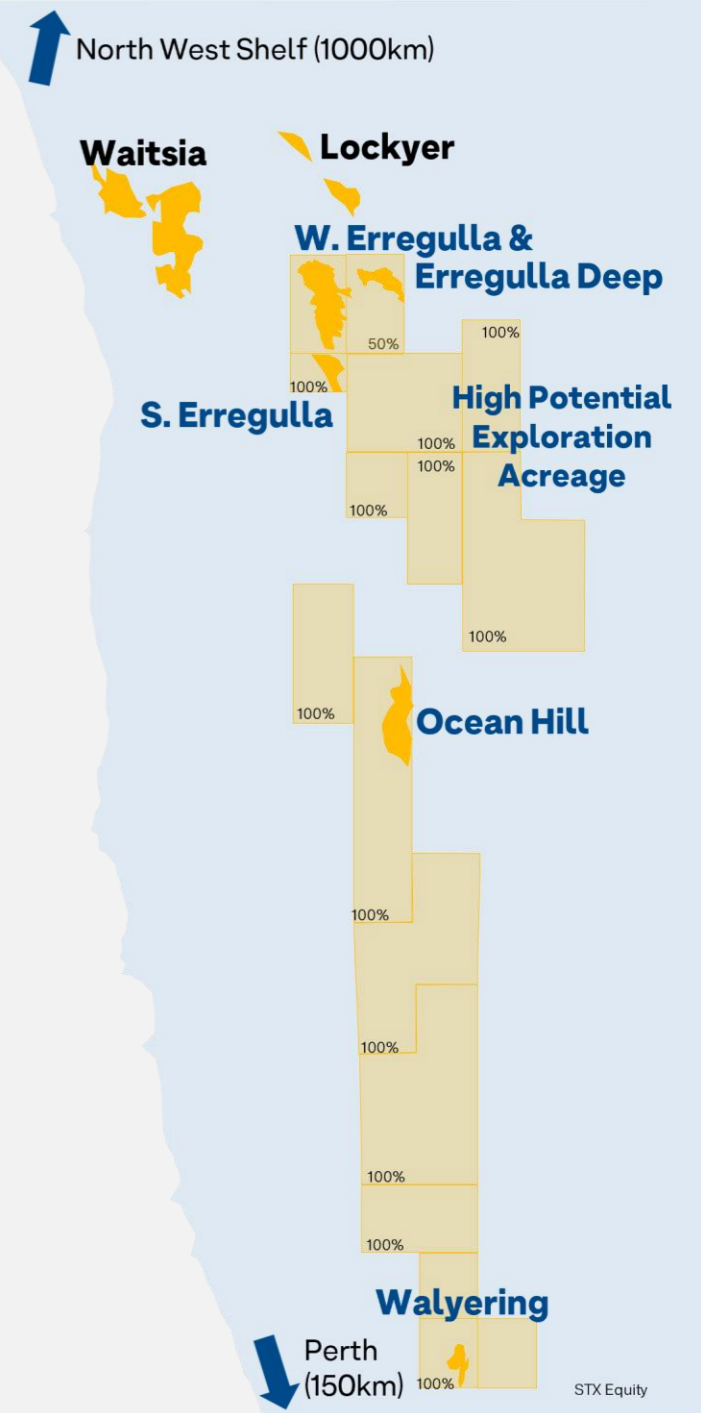 North West Shelf (1000km)
Waitsia
Lockyer
W. Erregulla &
Erregulla Deep
50%
100%
100%
S. Erregulla
High Potential
Exploration
Acreage
100%
100%
100%
100%
100%
Ocean Hill
100%
100%
100%
100%
Walyering
Perth
(150km)
100%
STX Equity